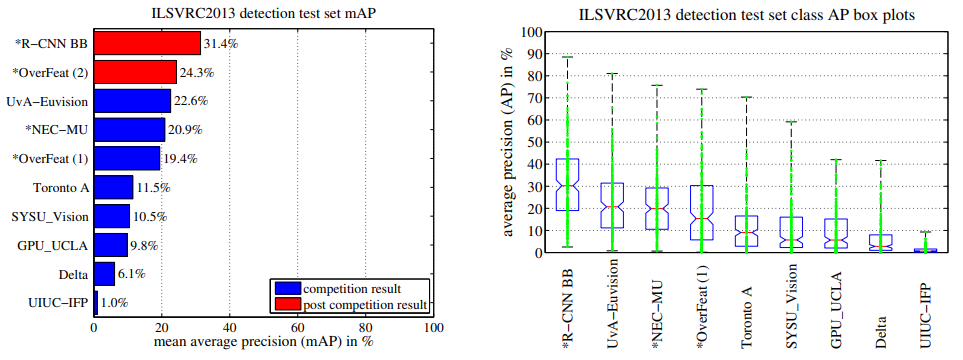 ILSVRC2013 detection test set mAP
*R−CNN BB
31.4%
*OverFeat (2)
24.3%
UvA−Euvision
22.6%
*NEC−MU
20.9%
*OverFeat (1)
19.4%
Toronto A
11.5%
SYSU_Vision
10.5%
GPU_UCLA
9.8%
Delta
6.1%
UIUC−IFP
1.0%
competition result
post competition result
0 20 40 60 80 100
mean average precision (mAP) in %
ILSVRC2013 detection test set class AP box plots
average precision (AP) in %
100
90
80
70
60
50
40
30
20
10
0
*R−CNN BB
UvA−Euvision
*NEC−MU
*OverFeat (1)
Toronto A
SYSU_Vision
GPU_UCLA
Delta
UIUC−IFP